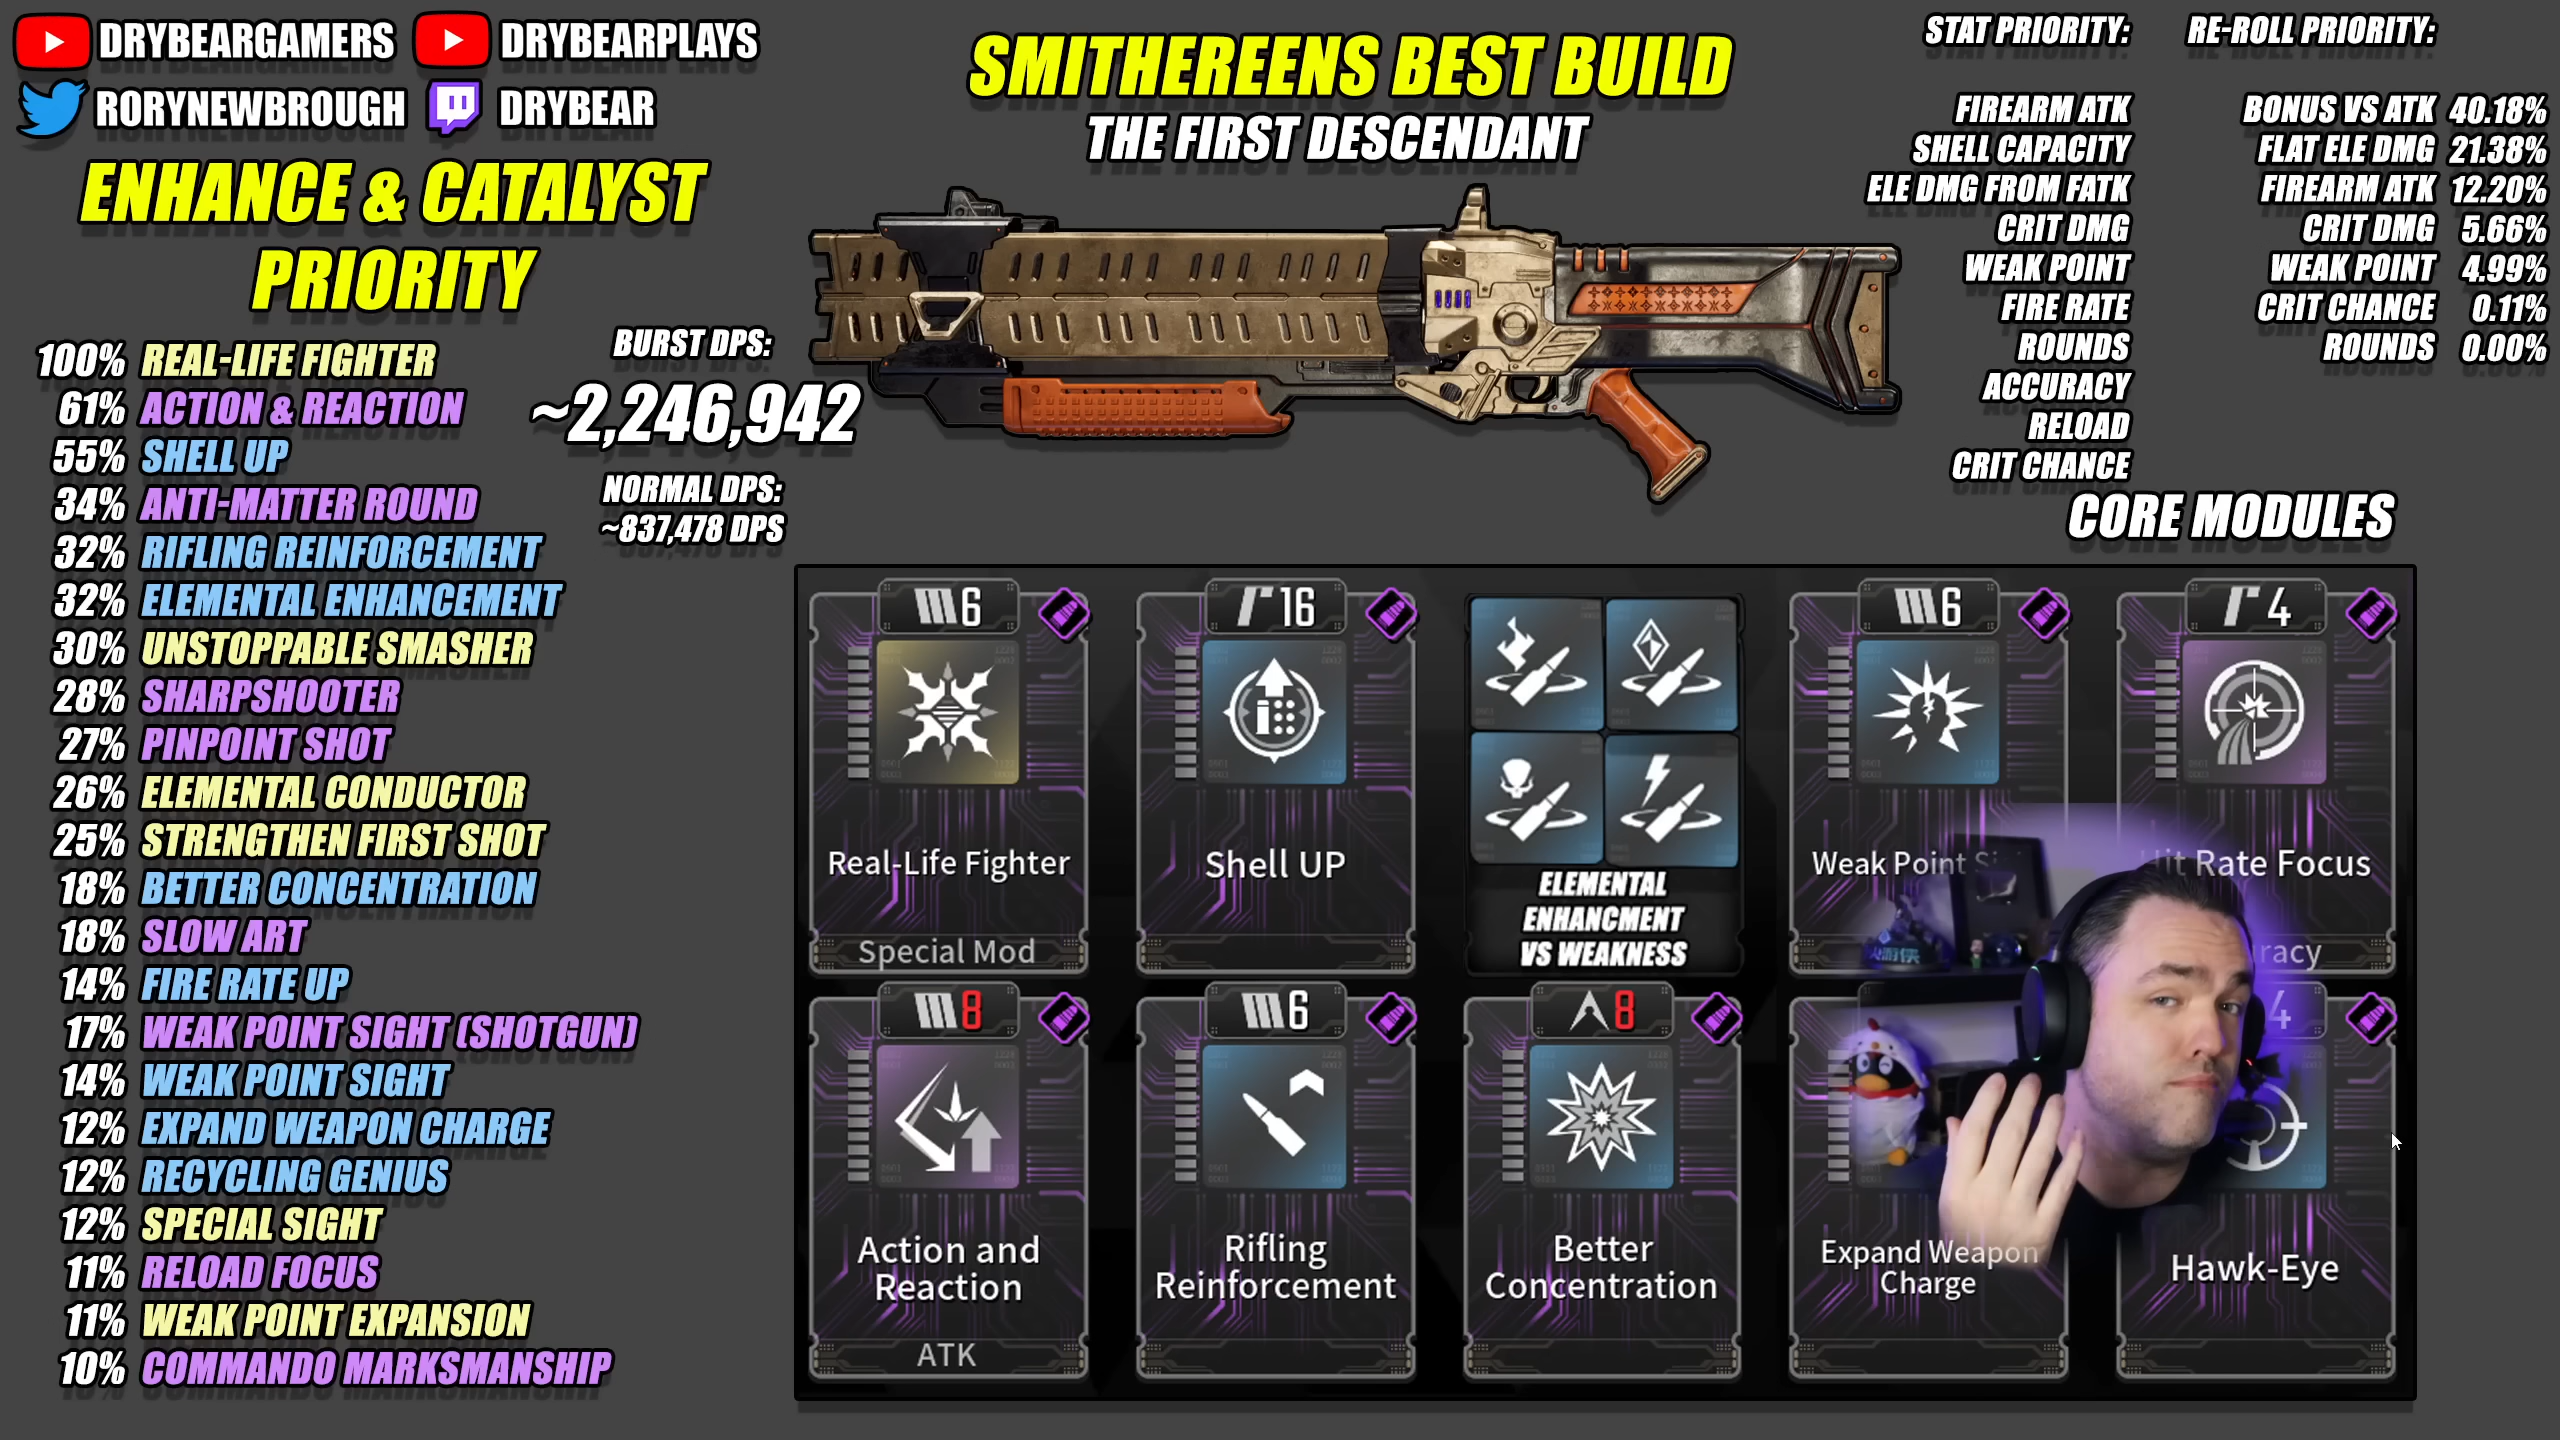 DRYBEARGAMERS DRYBEARPLAYS
RORYNEWBROUGH DRYBEAR
ENHANCE & CATALYST
PRIORITY
100% REAL-LIFE FIGHTER
61% ACTION & REACTION
55% SHELL UP
34% ANTI-MATTER ROUND
32% RIFLING REINFORCEMENT
32% ELEMENTAL ENHANCEMENT
30% UNSTOPPABLE SMASHER
28% SHARPSHOOTER
27% PINPOINT SHOT
26% ELEMENTAL CONDUCTOR
25% STRENGTHEN FIRST SHOT
18% BETTER CONCENTRATION
18% SLOW ART
14% FIRE RATE UP
17% WEAK POINT SIGHT (SHOTGUN)
14% WEAK POINT SIGHT
12% EXPAND WEAPON CHARGE
12% RECYCLING GENIUS
12% SPECIAL SIGHT
11% RELOAD FOCUS
11% WEAK POINT EXPANSION
10% COMMANDO MARKSMANSHIP
BURST DPS:
~2,246,942
NORMAL DPS:
~837,478 DPS
SMITHEREENS BEST BUILD
THE FIRST DESCENDANT
STAT PRIORITY:
FIREARM ATK
SHELL CAPACITY
ELE DMG FROM FATK
CRIT DMG
WEAK POINT
FIRE RATE
ROUNDS
ACCURACY
RELOAD
CRIT CHANCE
RE-ROLL PRIORITY:
BONUS VS ATK 40.18%
FLAT ELE DMG 21.38%
FIREARM ATK 12.20%
CRIT DMG 5.66%
WEAK POINT 4.99%
CRIT CHANCE 0.11%
ROUNDS 0.00%
CORE MODULES
6
Real-Life Fighter
Special Mod
16
Shell UP
ELEMENTAL
ENHANCMENT
VS WEAKNESS
6
Weak Point
4
Rate Focus
8
Action and
Reaction
ATK
6
Rifling
Reinforcement
8
Better
Concentration
Expand Weapon
Charge
4
Hawk-Eye